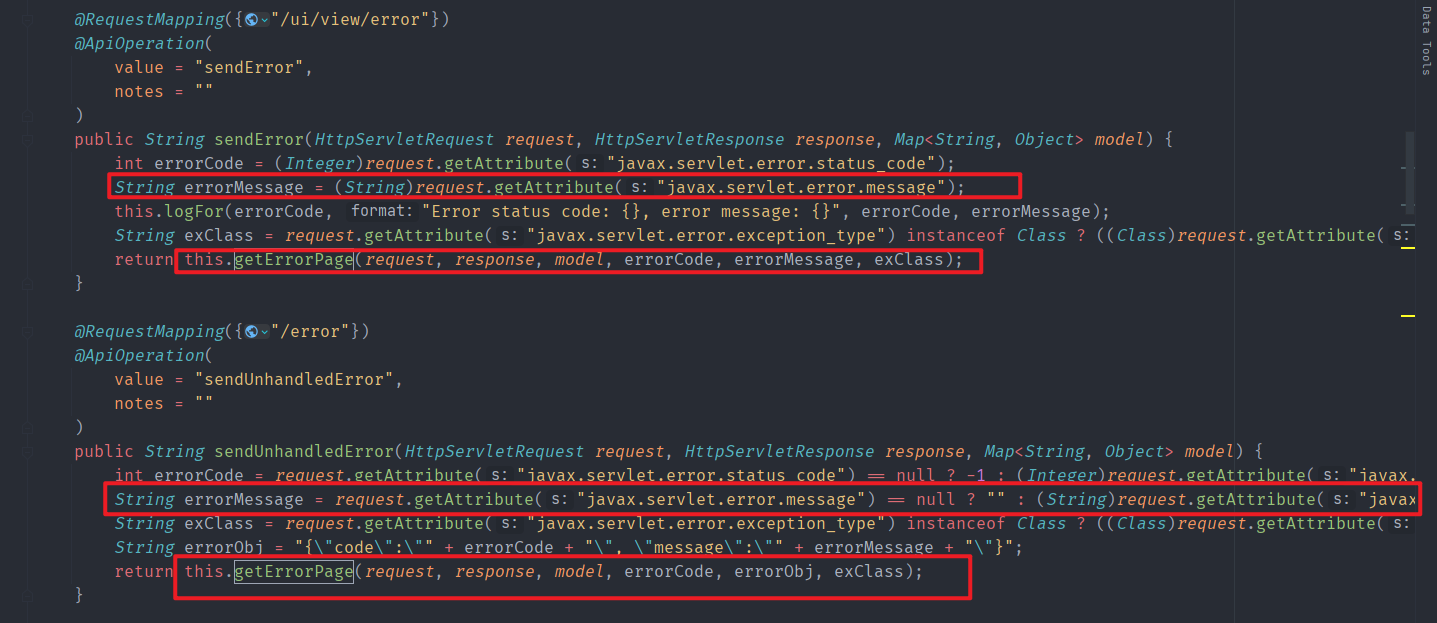 @RequestMapping({"/ui/view/error"})
@ApiOperation(
value = "sendError",
notes = ""
)
public String sendError(HttpServletRequest request, HttpServletResponse response, Map<String, Object> model) {
int errorCode = (Integer)request.getAttribute( s: "javax.servlet.error.status_code");
String errorMessage = (String)request.getAttribute( s: "javax.servlet.error.message");
this.logFor(errorCode, format: "Error status code: {}, error message: {}", errorCode, errorMessage);
String exClass = request.getAttribute( s: "javax.servlet.error.exception_type") instanceof Class ? ((Class)request.getAttribute( s:
return this.getErrorPage(request, response, model, errorCode, errorMessage, exClass);
}
@RequestMapping({"/error"})
@ApiOperation(
value = "sendUnhandledError",
notes = ""
)
public String sendUnhandledError(HttpServletRequest request, HttpServletResponse response, Map<String, Object> model) {
int errorCode = request.getAttribute( s: "javax.servlet.error.status_code") == null ? -1 : (Integer)request.getAttribute( s: "javax.
String errorMessage = request.getAttribute( s: "javax.servlet.error.message") == null ? "" : (String)request.getAttribute( s: "javax
String exClass = request.getAttribute( s: "javax.servlet.error.exception_type") instanceof Class ? ((Class)request.getAttribute( s:
String errorObj = "{\"code\":\"" + errorCode + "\", \"message\":\"" + errorMessage + "\"}";
return this.getErrorPage(request, response, model, errorCode, errorObj, exClass);
}
Data Tools